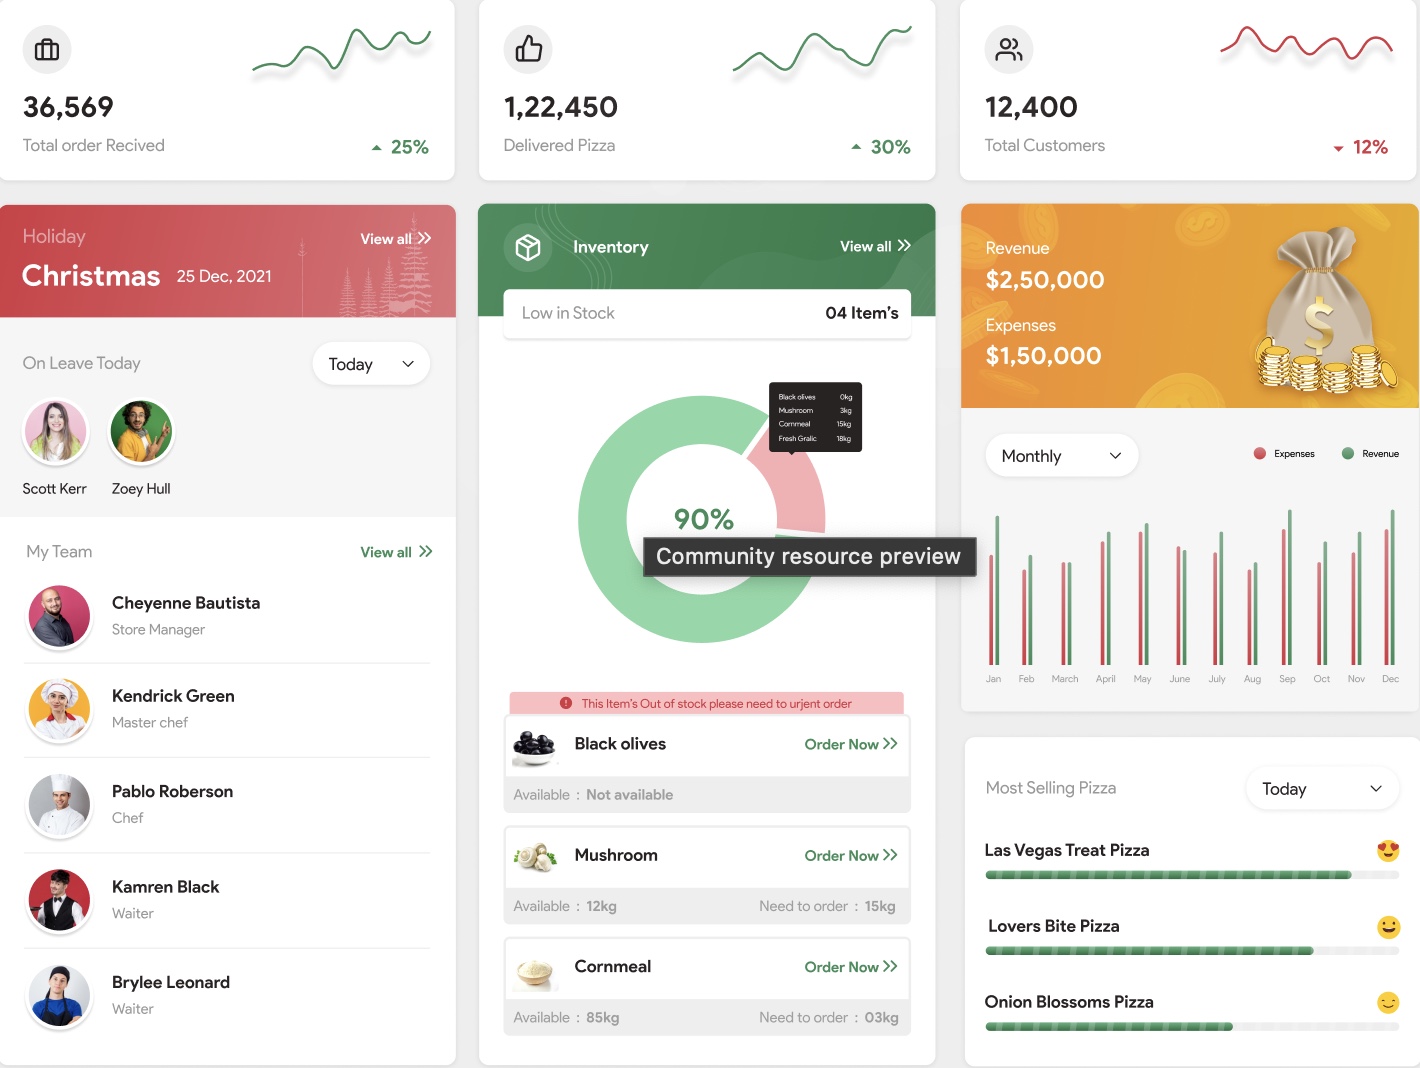 36,569
Total order Recived
25%
1,22,450
Delivered Pizza
30%
12,400
Total Customers
12%
Holiday
View all
Christmas 25 Dec, 2021
On Leave Today
Today
Scott Kerr
Zoey Hull
My Team
View all
Cheyenne Bautista
Store Manager
Kendrick Green
Master chef
Pablo Roberson
Chef
Kamren Black
Waiter
Brylee Leonard
Waiter
Inventory
View all
Low in Stock
04 Item's
Black olives 0kg
Mushroom 3kg
Cornmeal 15kg
Fresh Gralic 18kg
90%
Community resource preview
This Item's Out of stock please need to urjent order
Black olives
Order Now
Available : Not available
Mushroom
Order Now
Available : 12kg
Need to order : 15kg
Cornmeal
Order Now
Available : 85kg
Need to order : 03kg
Revenue
$2,50,000
Expenses
$1,50,000
$
Monthly
Expenses
Revenue
Jan Feb March April May June July Aug Sep Oct Nov Dec
Most Selling Pizza
Today
Las Vegas Treat Pizza
Lovers Bite Pizza
Onion Blossoms Pizza